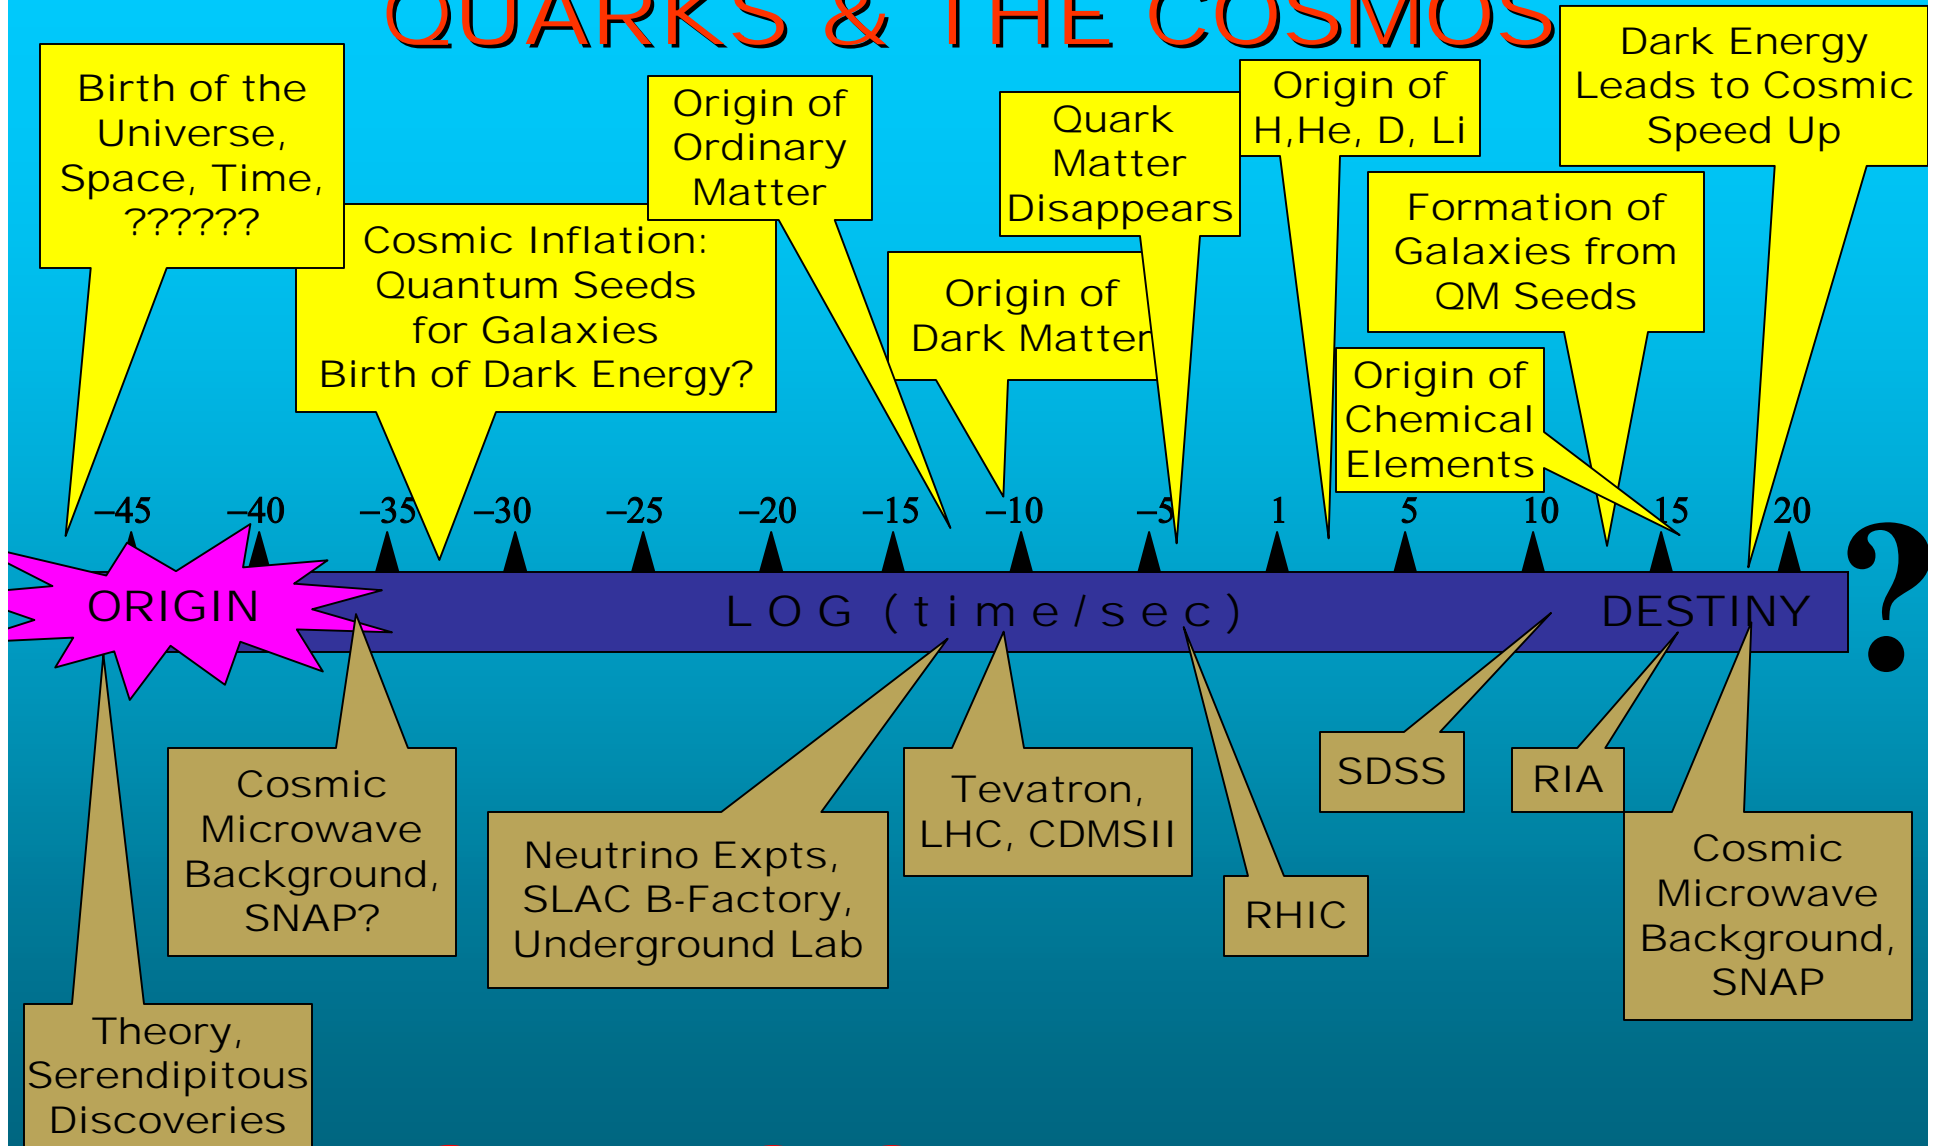 QUARKS & THE COSMOS
Birth of the
Universe,
Space, Time,
??????
Cosmic Inflation:
Quantum Seeds
for Galaxies
Birth of Dark Energy?
Origin of
Ordinary
Matter
Origin of
Dark Matter
Quark
Matter
Disappears
Origin of
H,He, D, Li
Formation of
Galaxies from
QM Seeds
Origin of
Chemical
Elements
Dark Energy
Leads to Cosmic
Speed Up
–45 –40 –35 –30 –25 –20 –15 –10 –5 1 5 10 15 20
ORIGIN LOG (time/sec) DESTINY ?
Theory,
Serendipitous
Discoveries
Cosmic
Microwave
Background,
SNAP?
Neutrino Expts,
SLAC B-Factory,
Underground Lab
Tevatron,
LHC, CDMSII
RHIC
SDSS
RIA
Cosmic
Microwave
Background,
SNAP